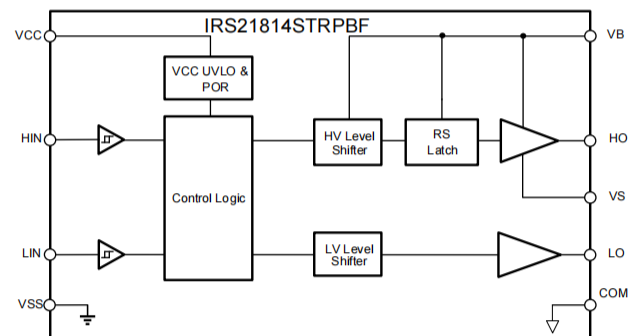 IRS21814STRPBF
VCC
VB
VCC UVLO &
POR
HIN
HV Level
Shifter
RS
Latch
HO
Control Logic
VS
LIN
LV Level
Shifter
LO
VSS
COM